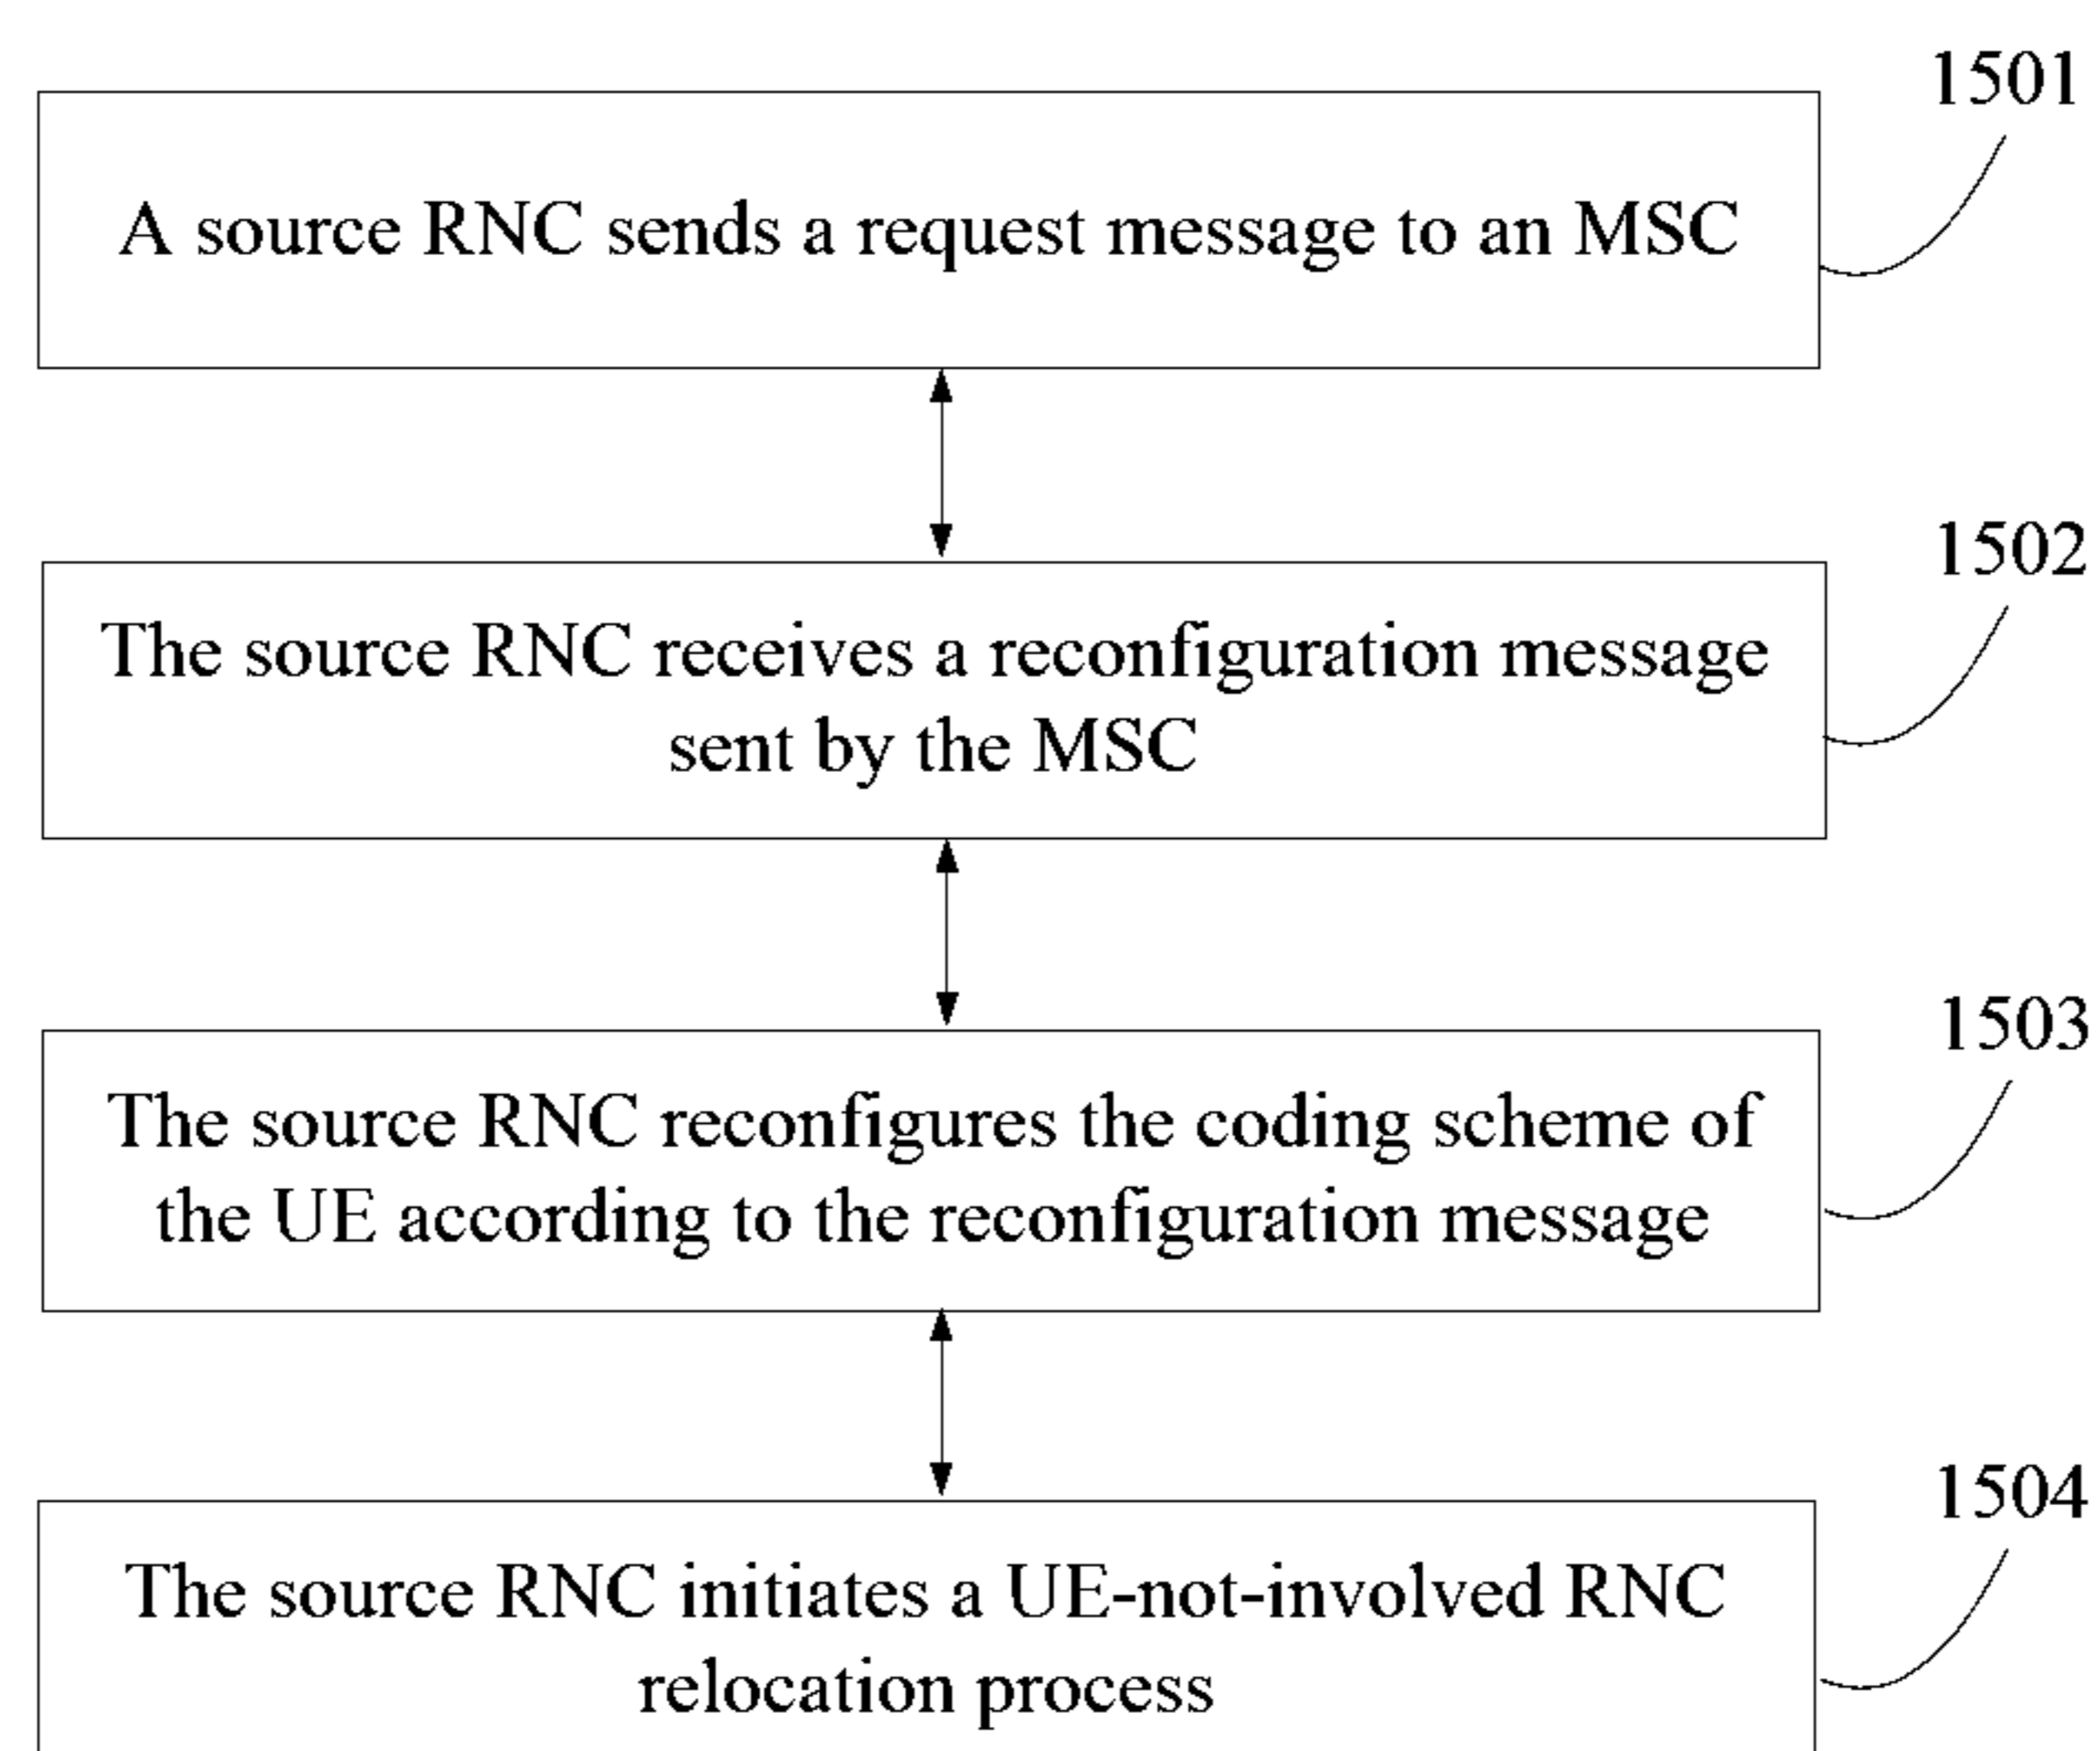 1501
A source RNC sends a request message to an MSC
1502
The source RNC receives a reconfiguration message
sent by the MSC
1503
The source RNC reconfigures the coding scheme of
the UE according to the reconfiguration message
1504
The source RNC initiates a UE-not-involved RNC
relocation process